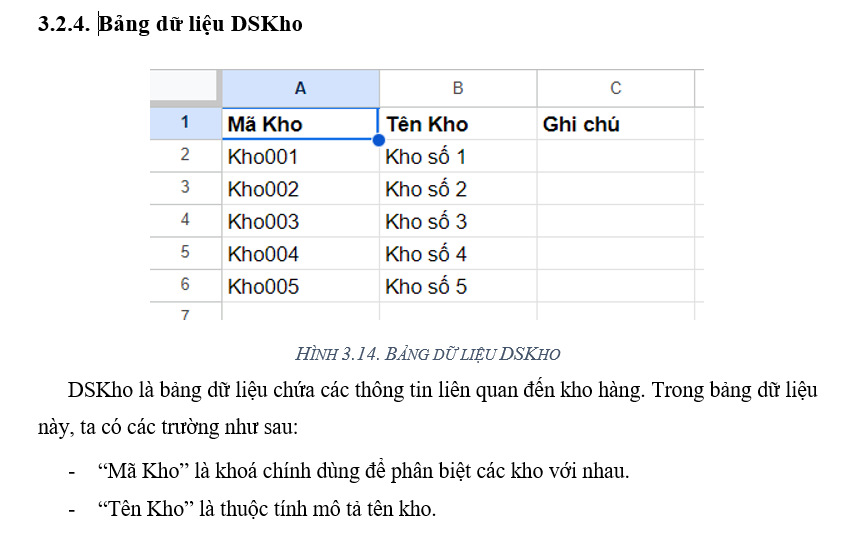 3.2.4. Bảng dữ liệu DSKho
A B C
1 Mã Kho Tên Kho Ghi chú
2 Kho001 Kho số 1
3 Kho002 Kho số 2
4 Kho003 Kho số 3
5 Kho004 Kho số 4
6 Kho005 Kho số 5
7
HÌNH 3.14. BẢNG DỮ LIỆU DSKHO
DSKho là bảng dữ liệu chứa các thông tin liên quan đến kho hàng. Trong bảng dữ liệu
này, ta có các trường như sau:
- “Mã Kho” là khoá chính dùng để phân biệt các kho với nhau.
- “Tên Kho” là thuộc tính mô tả tên kho.